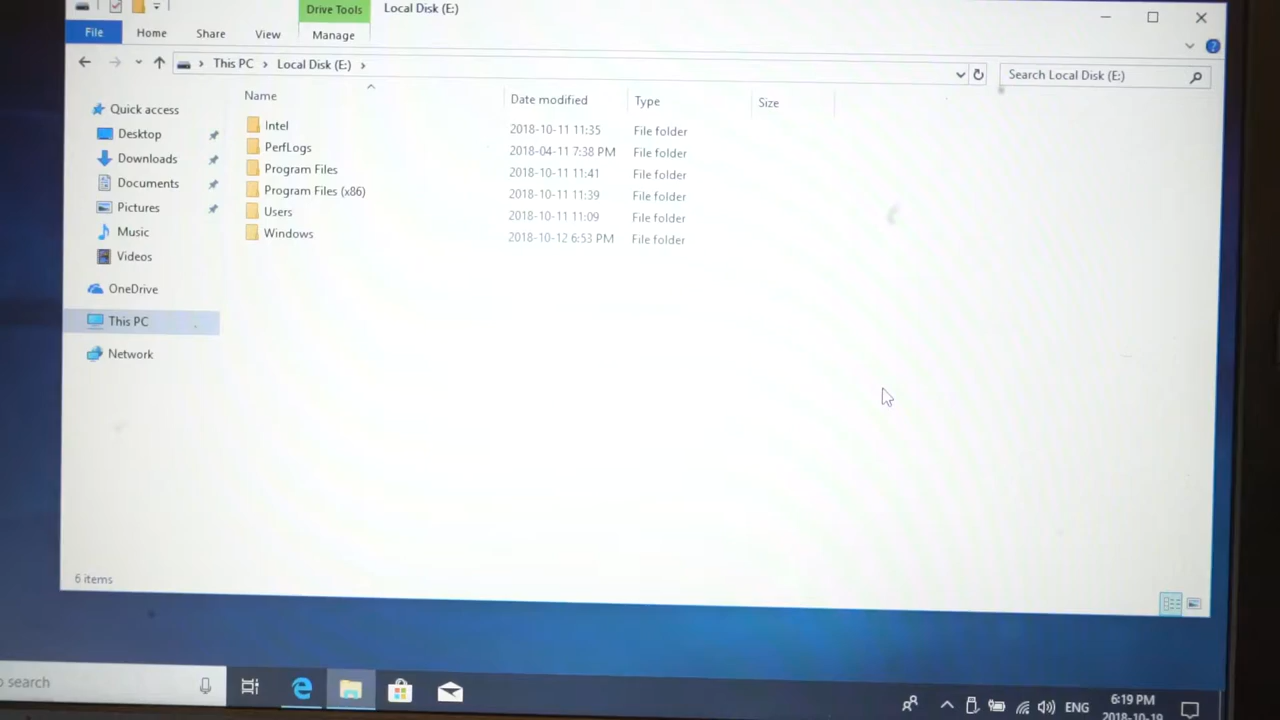 Drive Tools Local Disk (E:)
File Home Share View Manage
This PC Local Disk (E:) Search Local Disk (E:)
Name Date modified Type Size
Quick access
Desktop
Downloads
Documents
Pictures
Music
Videos
OneDrive
This PC
Network
Intel 2018-10-11 11:35 File folder
PerfLogs 2018-04-11 7:38 PM File folder
Program Files 2018-10-11 11:41 File folder
Program Files (x86) 2018-10-11 11:39 File folder
Users 2018-10-11 11:09 File folder
Windows 2018-10-12 6:53 PM File folder
6 items
o search
ENG 6:19 PM
2018-10-19